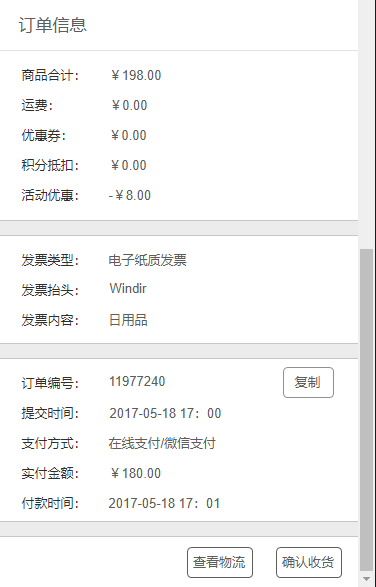 订单信息
商品合计： ￥198.00
运费： ￥0.00
优惠券： ￥0.00
积分抵扣： ￥0.00
活动优惠： -￥8.00
发票类型： 电子纸质发票
发票抬头： Windir
发票内容： 日用品
订单编号： 11977240 复制
提交时间： 2017-05-18 17：00
支付方式： 在线支付/微信支付
实付金额： ￥180.00
付款时间： 2017-05-18 17：01
查看物流 确认收货